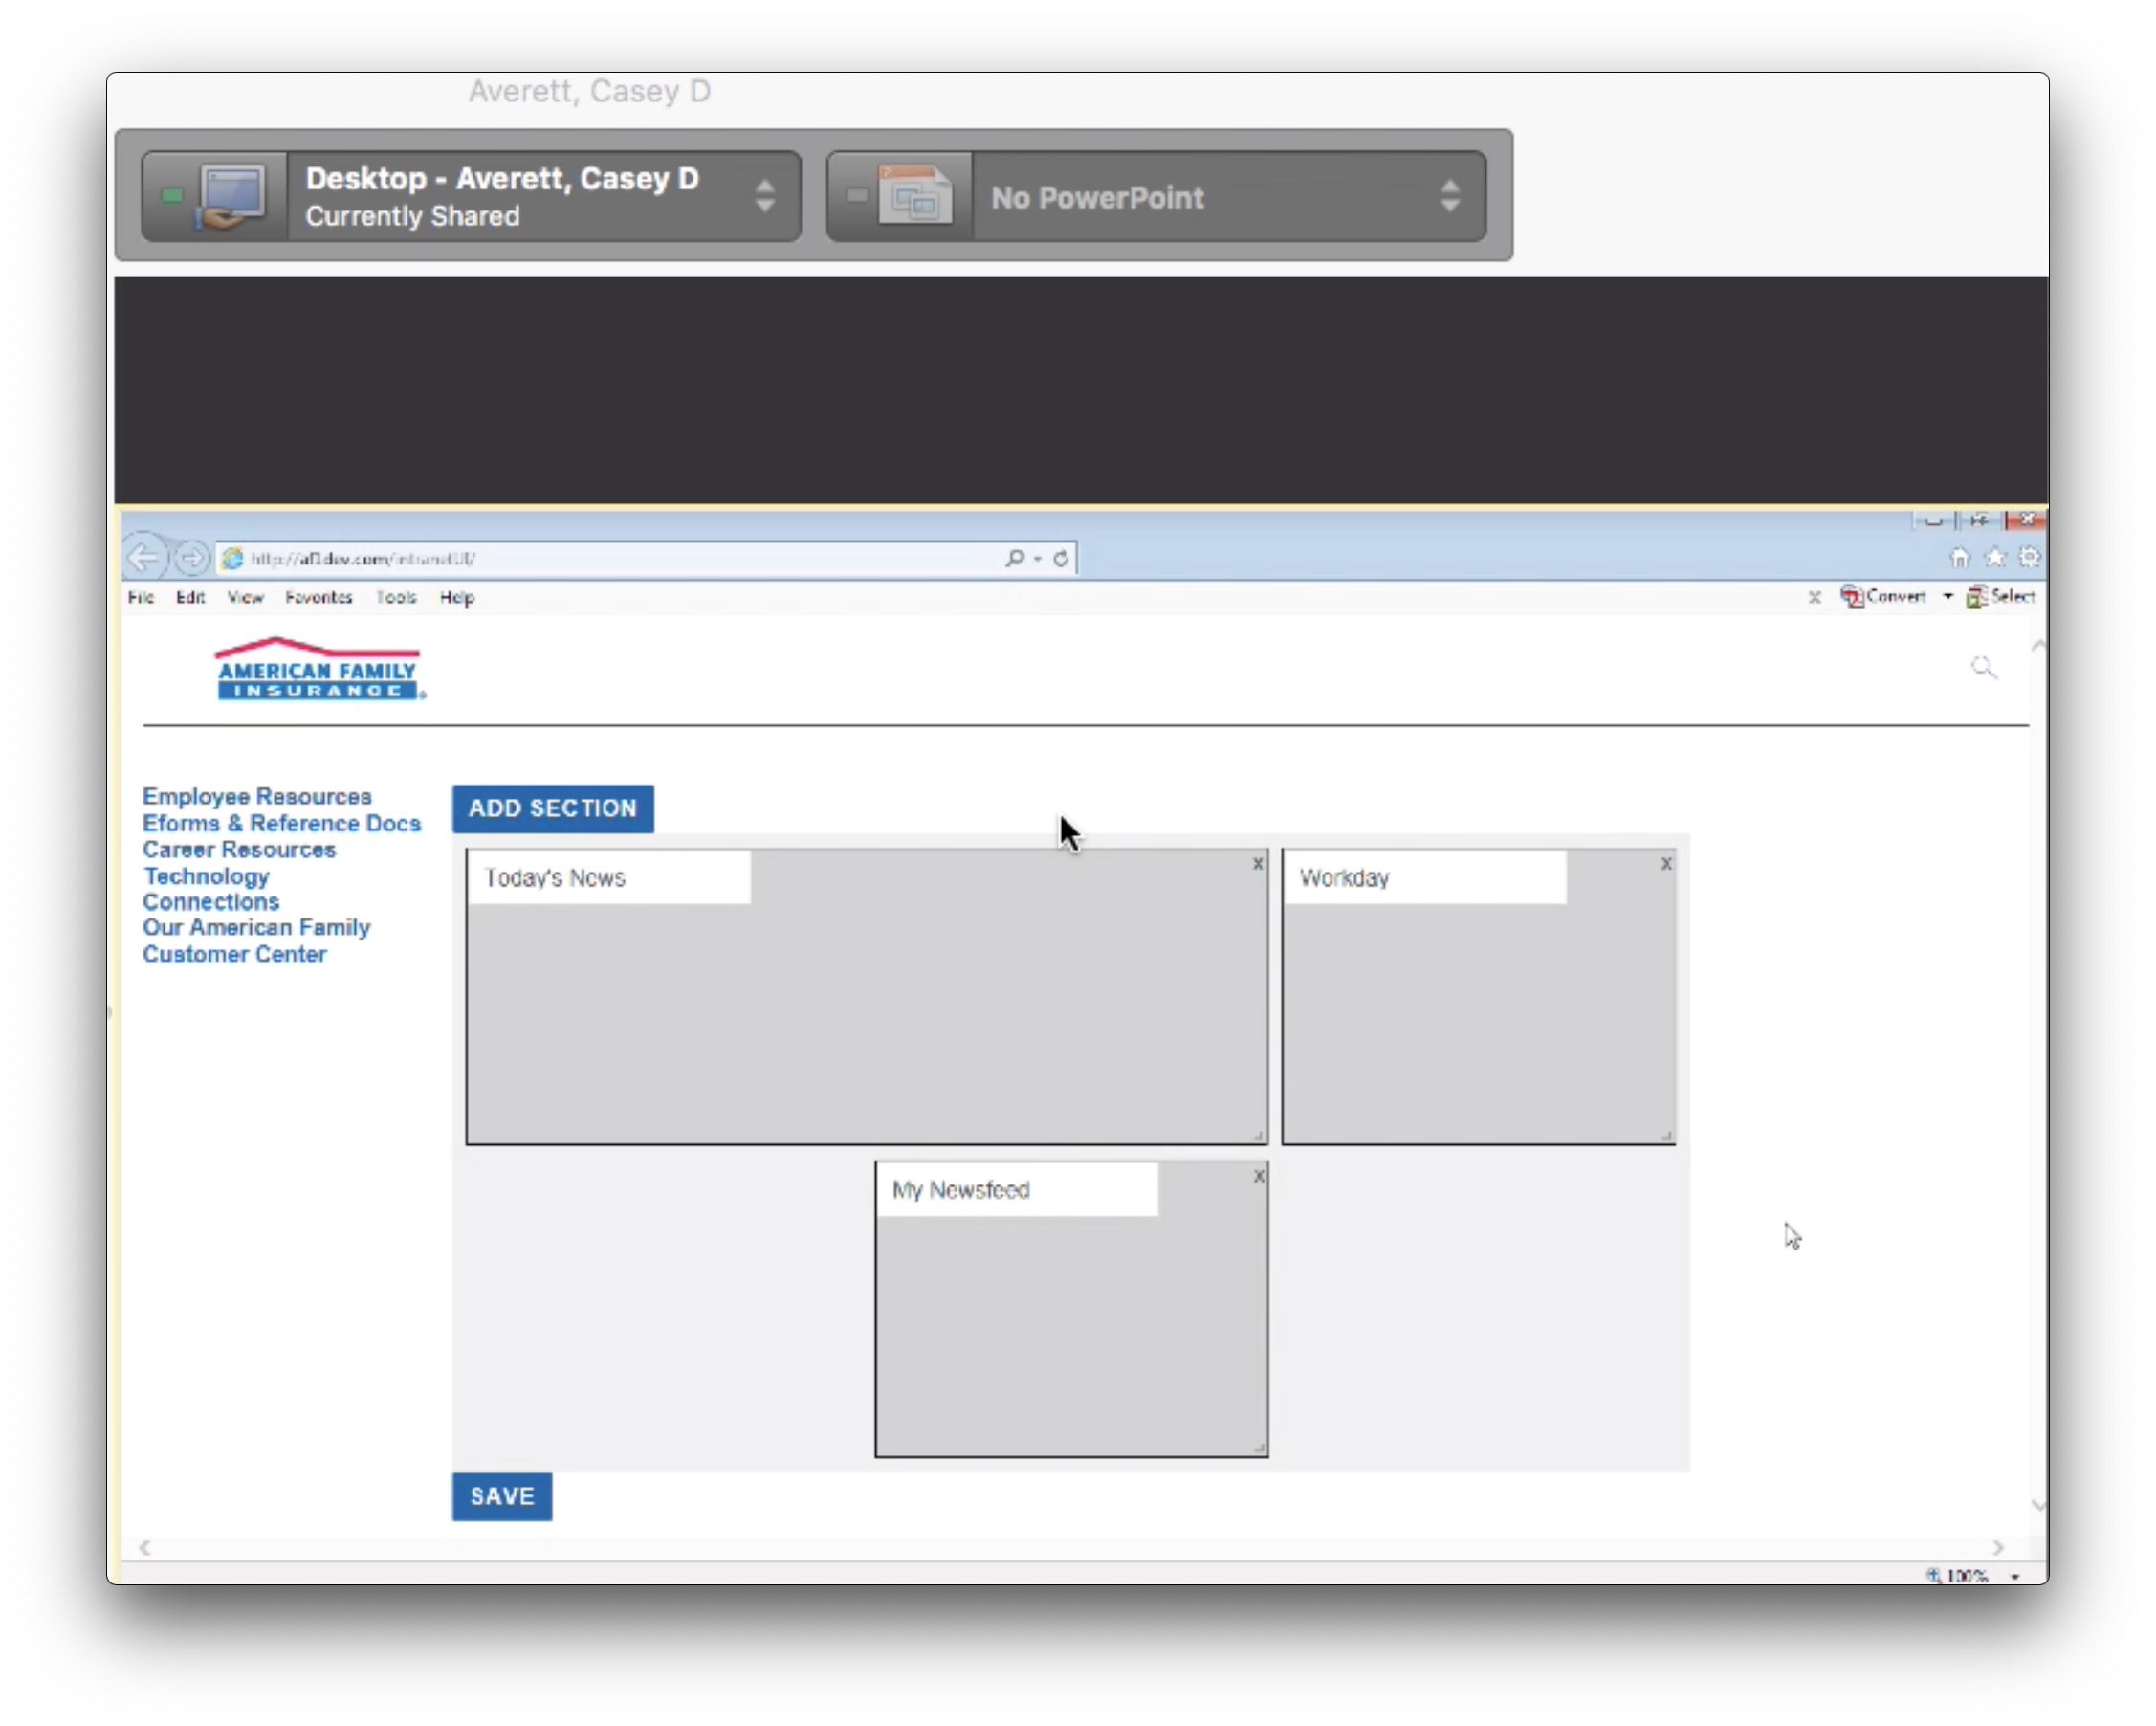 Averett, Casey D
Desktop - Averett, Casey D
Currently Shared
No PowerPoint
http://af1dev.com/intranetUI/
File Edit View Favorites Tools Help
x Convert Select
AMERICAN FAMILY
INSURANCE ®
Employee Resources
Eforms & Reference Docs
Career Resources
Technology
Connections
Our American Family
Customer Center
ADD SECTION
Today's News x
Workday x
My Newsfeed x
SAVE
100%